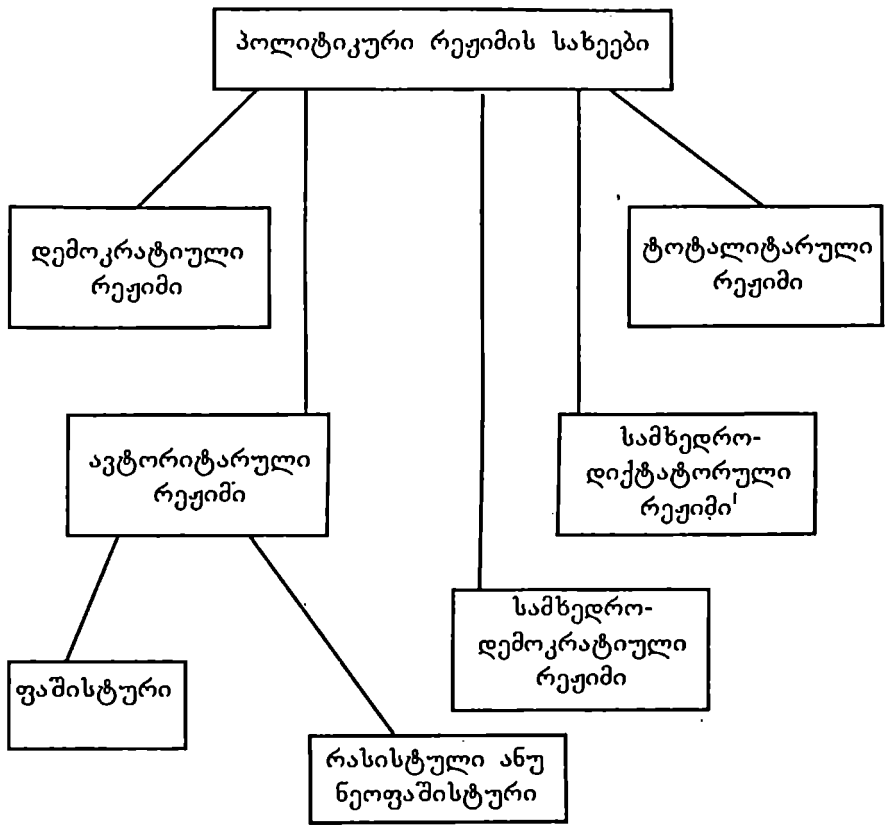 პოლიტიკური რეჟიმის სახეები
დემოკრატიული
რეჟიმი
ტოტალიტარული
რეჟიმი
ავტორიტარული
რეჟიმი
სამხედრო-
დიქტატორული
რეჟიმი
სამხედრო-
დემოკრატიული
რეჟიმი
ფაშისტური
რასისტული ანუ
ნეოფაშისტური